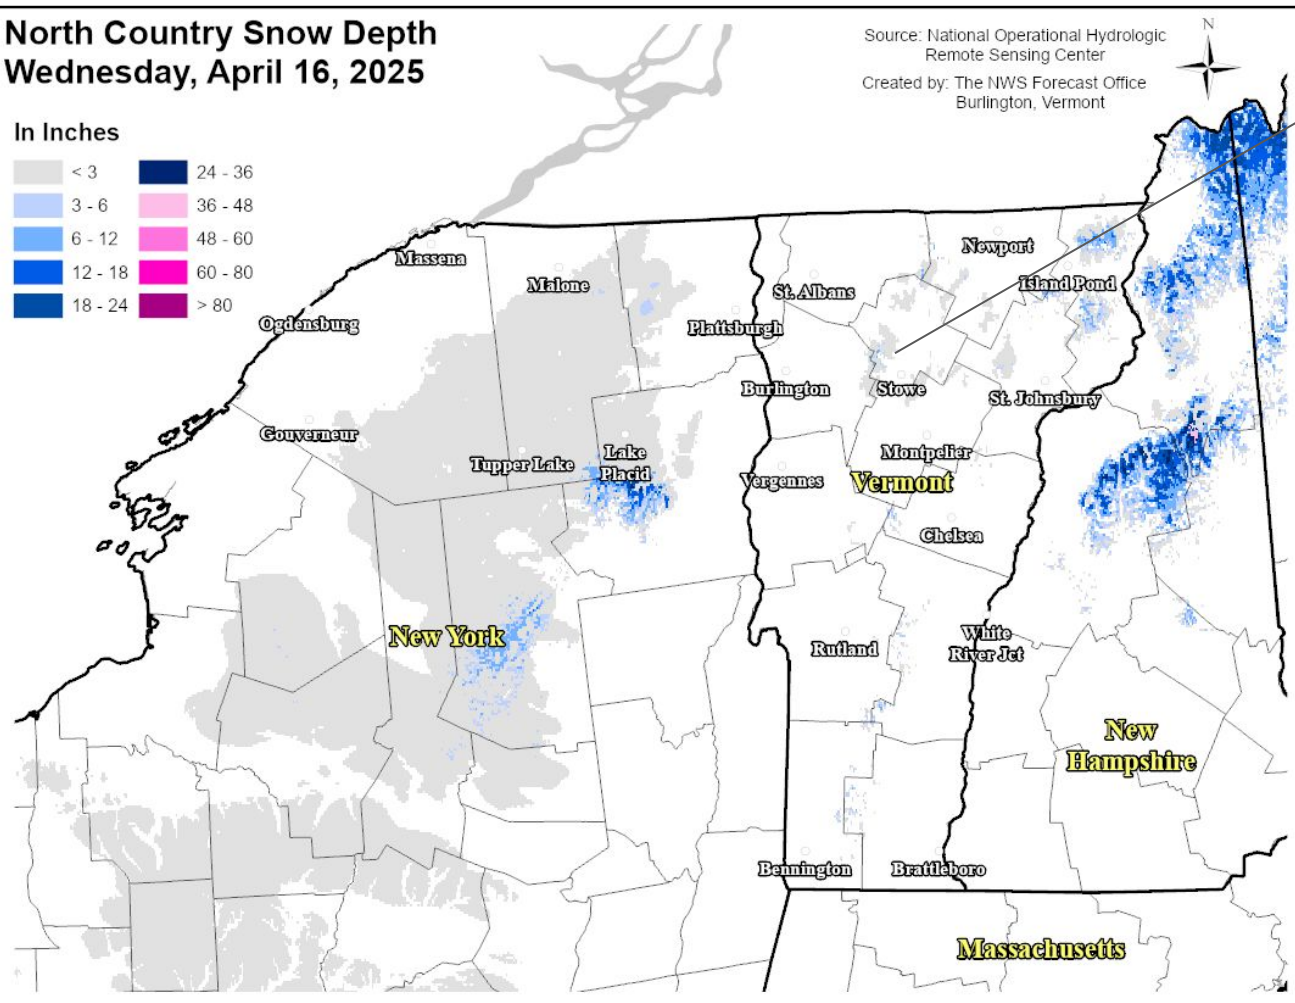 North Country Snow Depth
Wednesday, April 16, 2025
Source: National Operational Hydrologic
Remote Sensing Center
Created by: The NWS Forecast Office
Burlington, Vermont
N
In Inches
< 3
3 - 6
6 - 12
12 - 18
18 - 24
24 - 36
36 - 48
48 - 60
60 - 80
> 80
Massena
Malone
Ogdensburg
Plattsburgh
St. Albans
Newport
Island Pond
Burlington
Stowe
St. Johnsbury
Gouverneur
Tupper Lake
Lake
Placid
Vergennes
Montpelier
Vermont
Chelsea
New York
Rutland
White
River Jct
New
Hampshire
Bennington
Brattleboro
Massachusetts